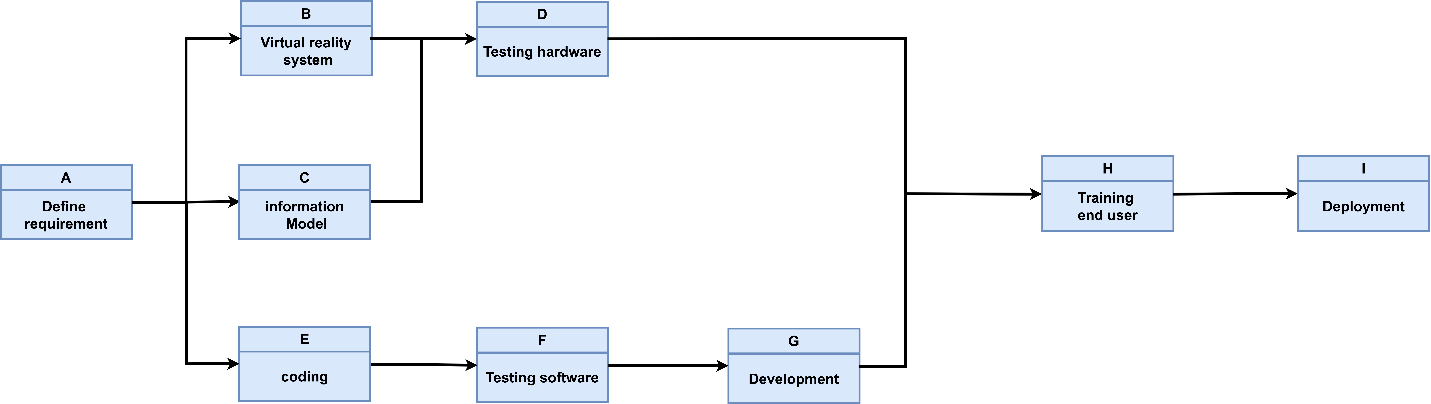 B
Virtual reality
system
D
Testing hardware
A
Define
requirement
C
information
Model
H
Training
end user
I
Deployment
E
coding
F
Testing software
G
Development